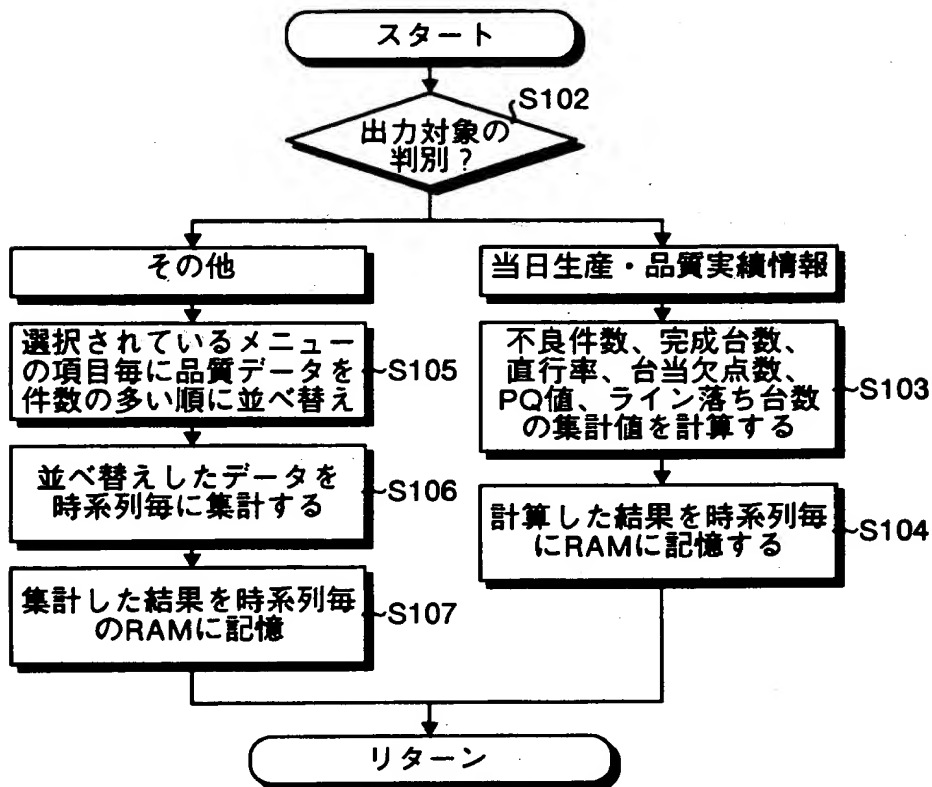 スタート
S102
出力対象の
判別？
その他
選択されているメニュー
の項目毎に品質データを
件数の多い順に並べ替え
S105
並べ替えしたデータを
時系列毎に集計する
S106
集計した結果を時系列毎
のRAMに記憶
S107
当日生産・品質実績情報
不良件数、完成台数、
直行率、台当欠点数、
PQ値、ライン落ち台数
の集計値を計算する
S103
計算した結果を時系列毎
にRAMに記憶する
S104
リターン